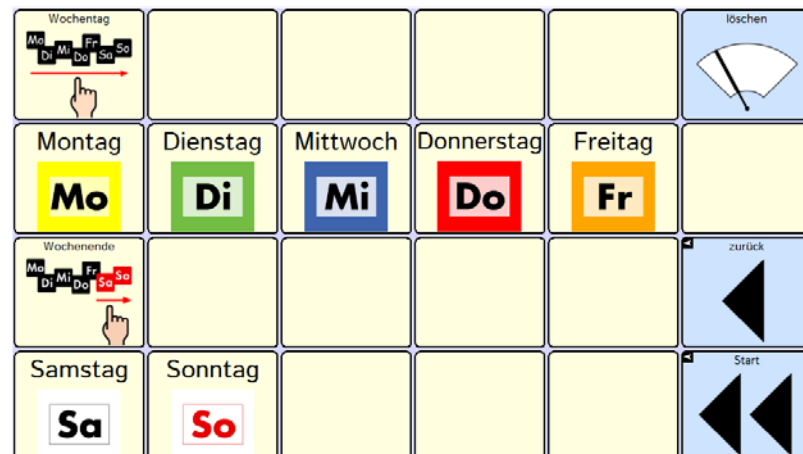 Wochentag
Mo Di Mi Do Fr Sa So
löschen
Montag Dienstag Mittwoch Donnerstag Freitag
Mo Di Mi Do Fr
Wochenende
Mo Di Mi Do Fr Sa So
zurück
Samstag Sonntag
Start
Sa So